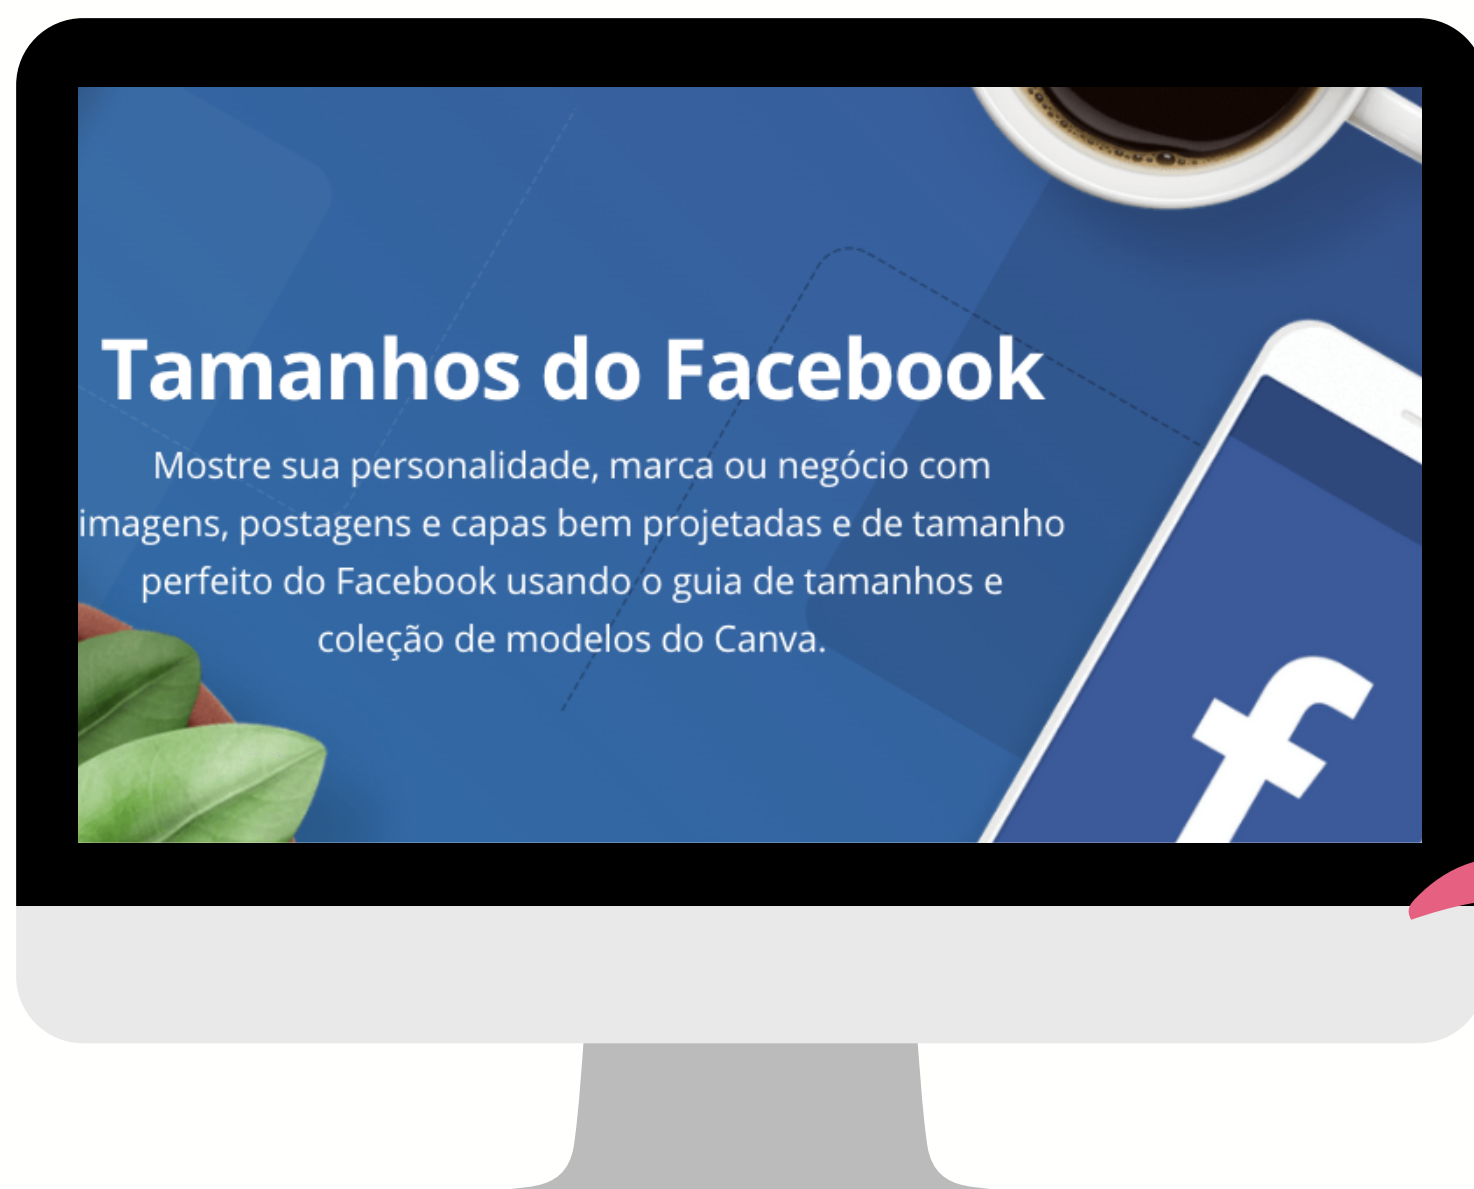 Tamanhos do Facebook
Mostre sua personalidade, marca ou negócio com
imagens, postagens e capas bem projetadas e de tamanho
perfeito do Facebook usando o guia de tamanhos e
coleção de modelos do Canva.
f